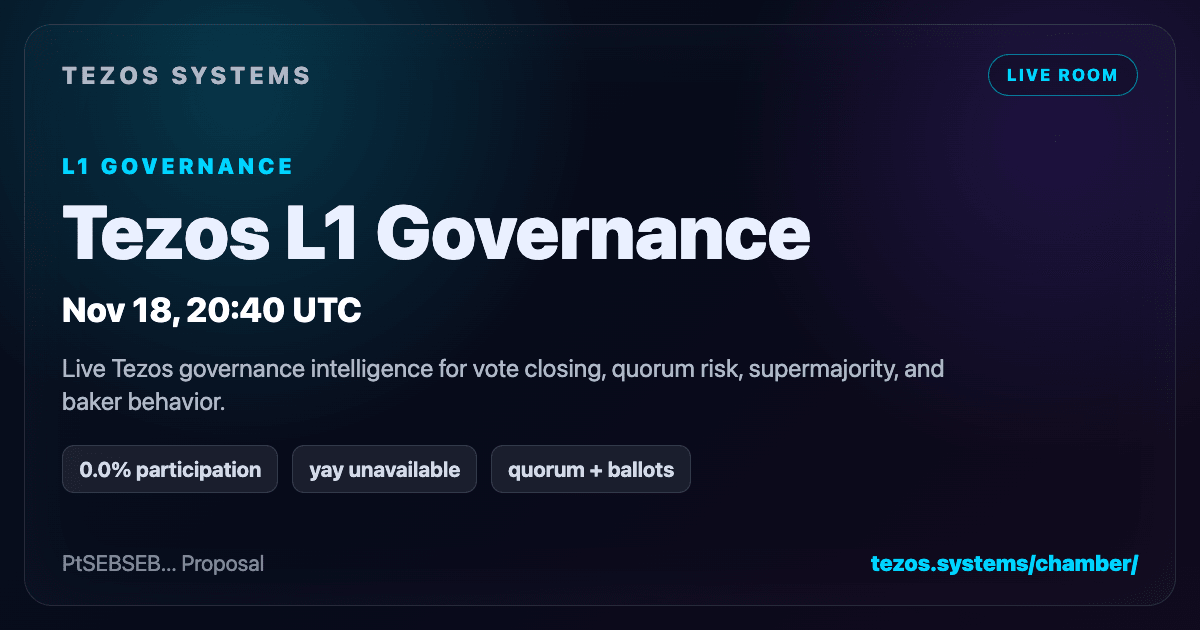 TEZOS SYSTEMS
LIVE ROOM
L1 GOVERNANCE
Tezos L1 Governance
Nov 18, 20:40 UTC
Live Tezos governance intelligence for vote closing, quorum risk, supermajority, and
baker behavior.
0.0% participation
yay unavailable
quorum + ballots
PtSEBSEB... Proposal
tezos.systems/chamber/